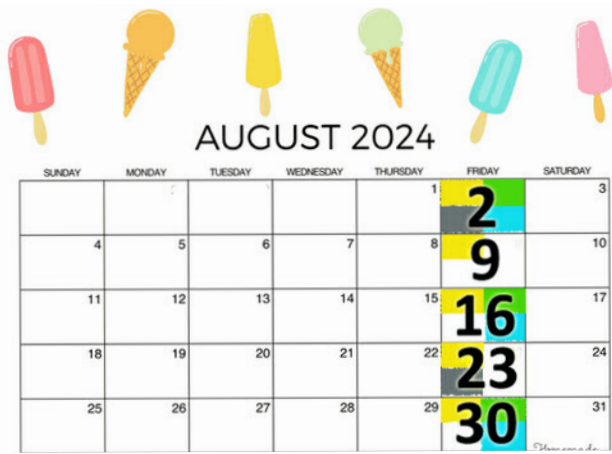 AUGUST 2024
SUNDAY MONDAY TUESDAY WEDNESDAY THURSDAY FRIDAY SATURDAY
1 2 3
4 5 6 7 8 9 10
11 12 13 14 15 16 17
18 19 20 21 22 23 24
25 26 27 28 29 30 31
Homemade